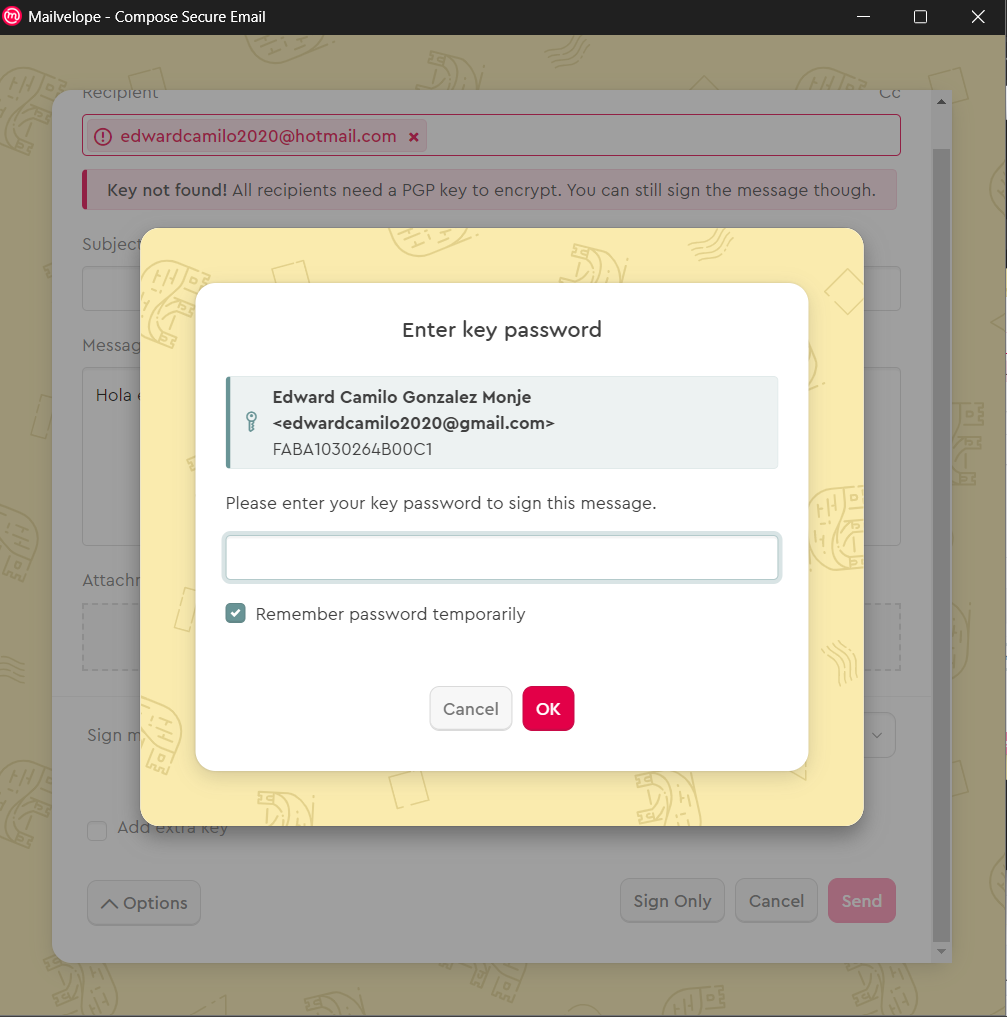 Mailvelope - Compose Secure Email
Recipient
Cc
edwardcamilo2020@hotmail.com
Key not found! All recipients need a PGP key to encrypt. You can still sign the message though.
Subject
Enter key password
Messag
Hola
Edward Camilo Gonzalez Monje
<edwardcamilo2020@gmail.com>
FABA1030264B00C1
Please enter your key password to sign this message.
Attachm
Remember password temporarily
Cancel
OK
Sign m
Add extra key
Options
Sign Only
Cancel
Send